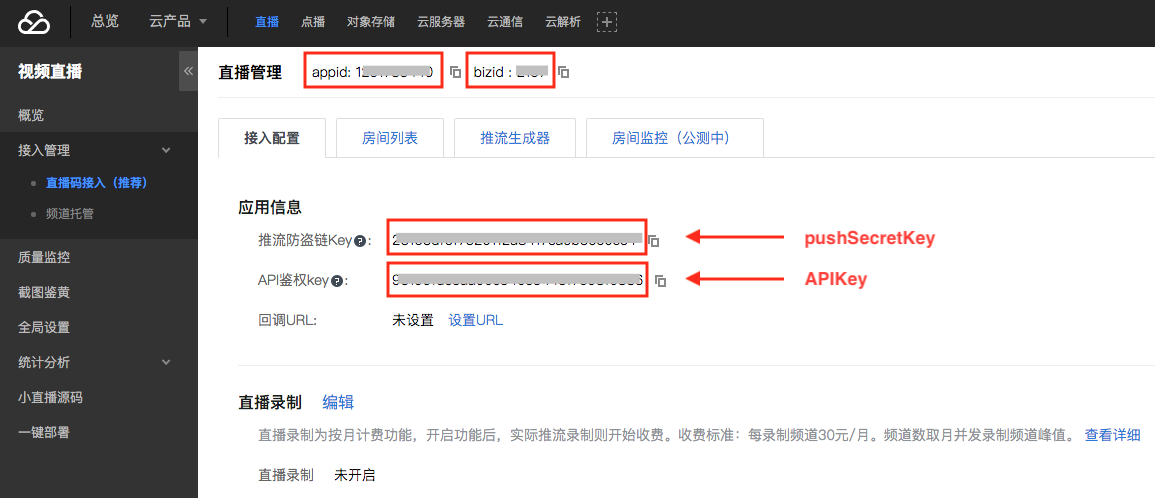 总览 云产品 直播 点播 对象存储 云服务器 云通信 云解析
视频直播
概览
接入管理
直播码接入（推荐）
频道托管
质量监控
截图鉴黄
全局设置
统计分析
小直播源码
一键部署
直播管理 appid: bizid :
接入配置 房间列表 推流生成器 房间监控（公测中）
应用信息
推流防盗链Key?: pushSecretKey
API鉴权key?: APIKey
回调URL: 未设置 设置URL
直播录制 编辑
直播录制为按月计费功能，开启功能后，实际推流录制则开始收费。收费标准：每录制频道30元/月。频道数取月并发录制频道峰值。 查看详细
直播录制 未开启